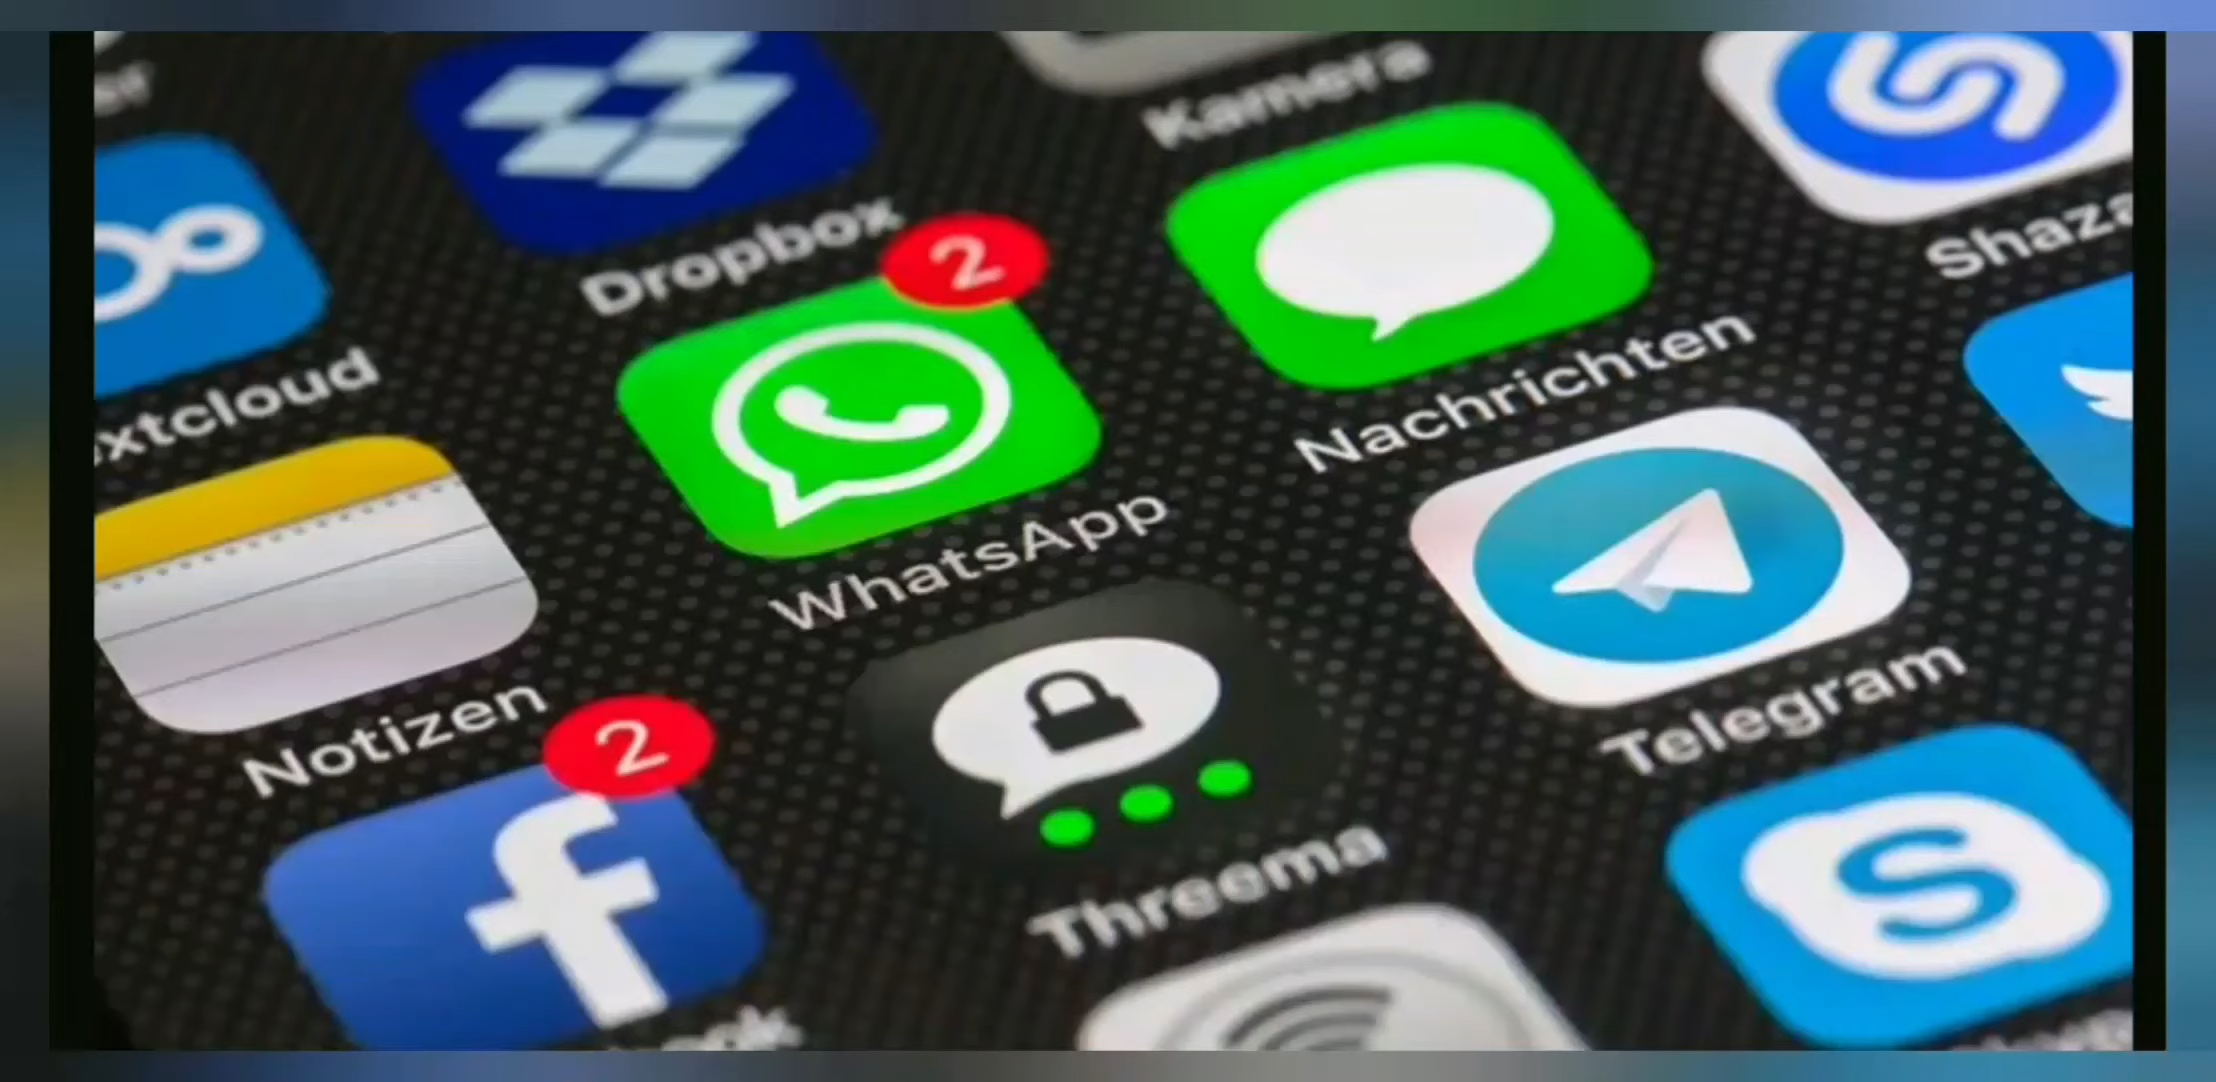 Kamera
Dropbox
Shaza
2
xtcloud
WhatsApp
Nachrichten
Notizen
2
Telegram
Threema